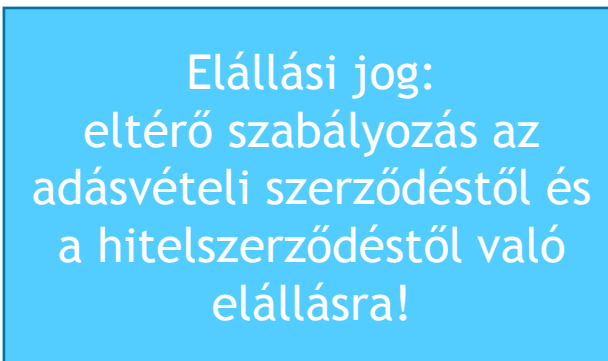 Elállási jog:
eltérő szabályozás az
adásvételi szerződéstől és
a hitelszerződéstől való
elállásra!